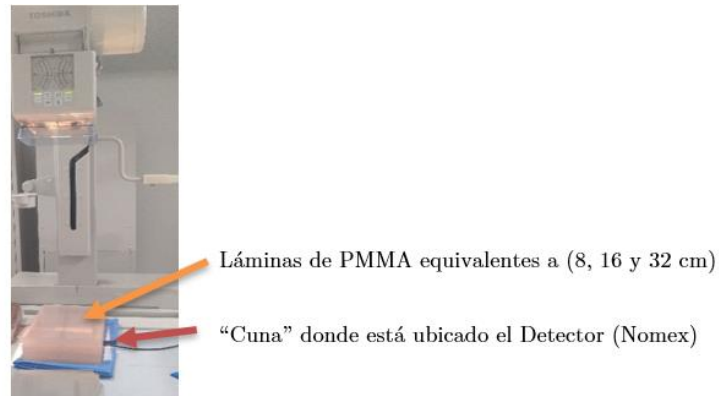 TOSHIBA
Láminas de PMMA equivalentes a (8, 16 y 32 cm)
“Cuna” donde está ubicado el Detector (Nomex)